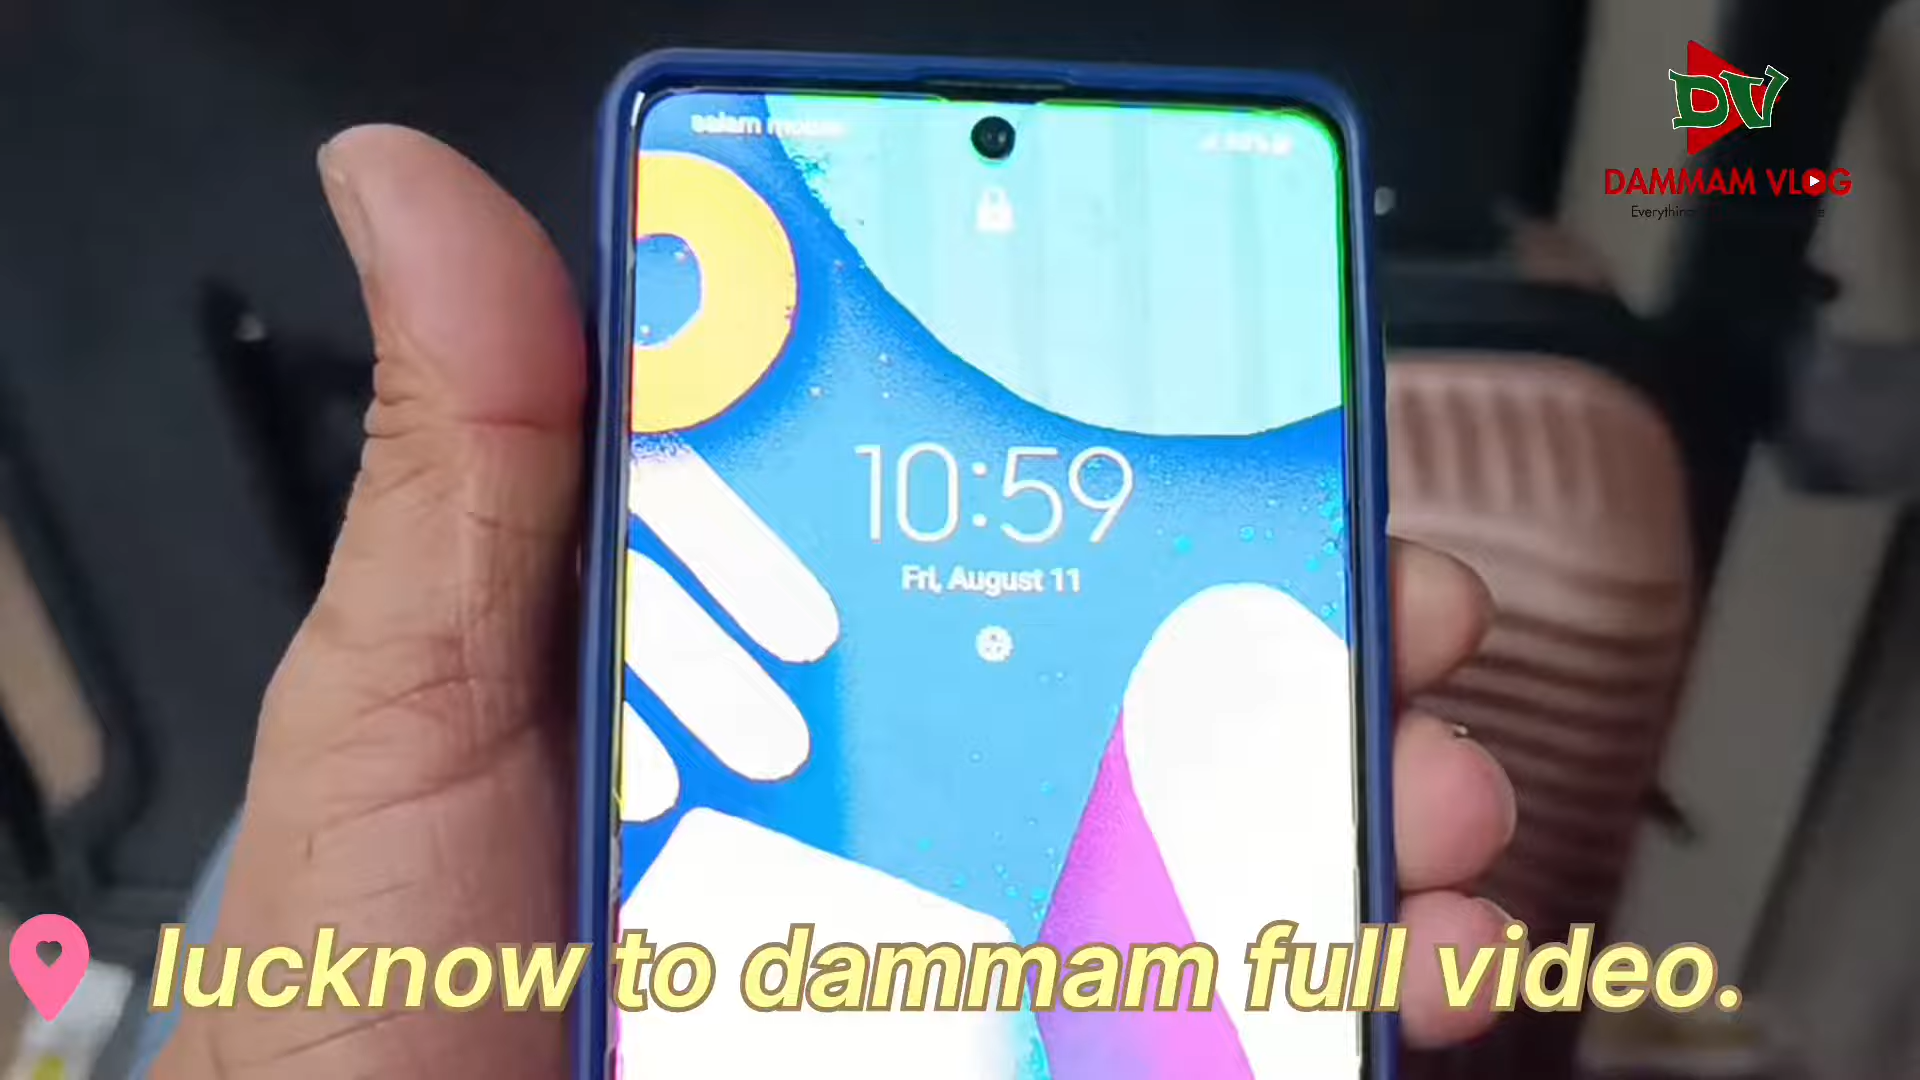 salam mobile
DV
DAMMAM VLOG
10:59
Fri, August 11
lucknow to dammam full video.